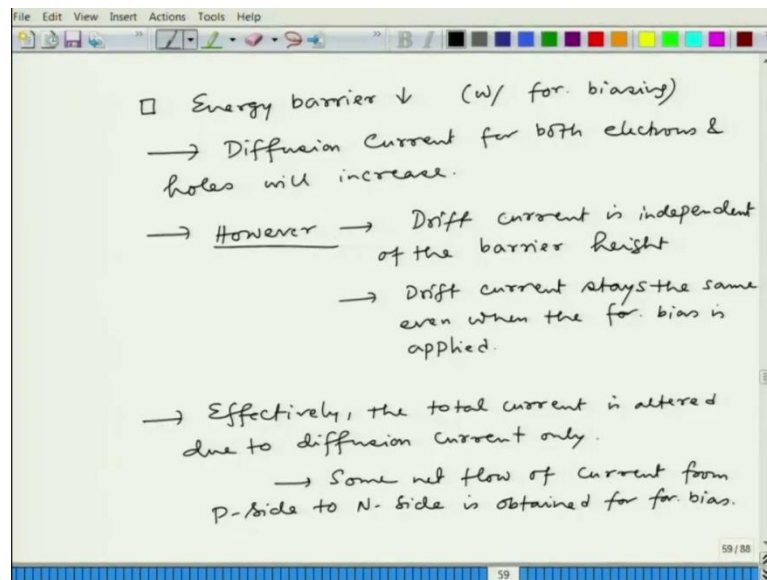 File Edit View Insert Actions Tools Help
B I
□ Energy barrier ↓ (w/ for. biasing)
→ Diffusion Current for both electrons &
holes will increase.
→ However → Drift current is independent
of the barrier height
→ Drift current stays the same
even when the for. bias is
applied.
→ Effectively, the total current is altered
due to diffusion current only.
→ Some net flow of current from
P-side to N-side is obtained for for. bias.
59 / 88
59